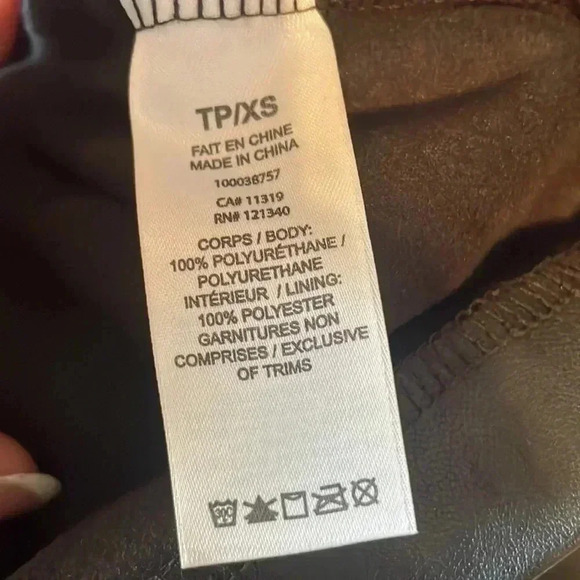 TP/XS
FAIT EN CHINE
MADE IN CHINA
100038757
CA# 11319
RN# 121340
CORPS / BODY:
100% POLYURÉTHANE /
POLYURETHANE
INTÉRIEUR / LINING:
100% POLYESTER
GARNITURES NON
COMPRISES / EXCLUSIVE
OF TRIMS
30C